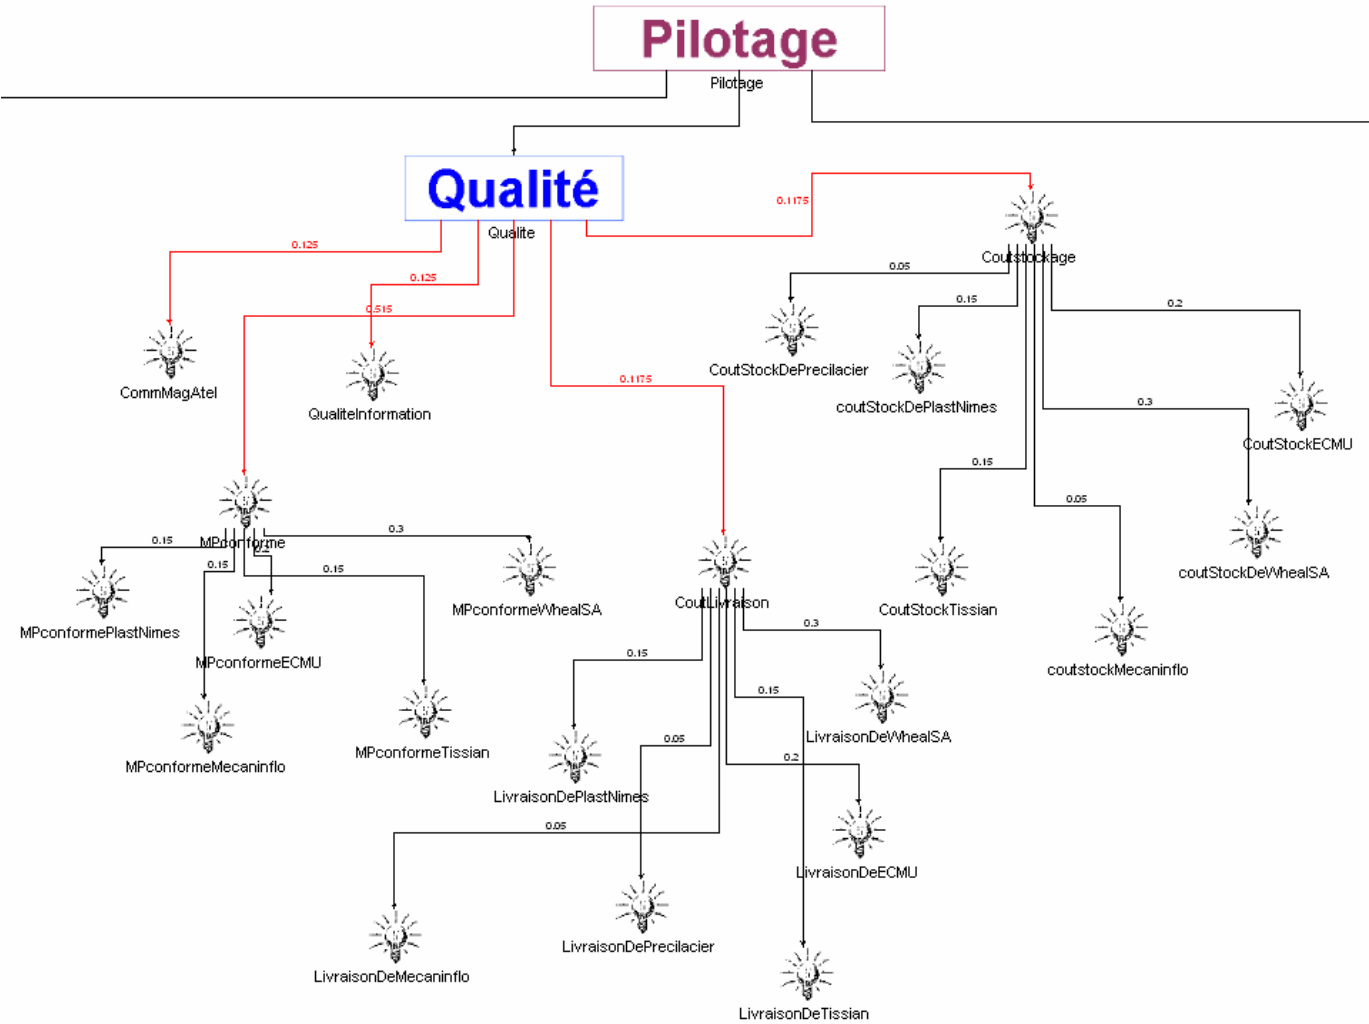 Pilotage
Pilotage
Qualité
Qualite
0.1175
Coutstockage
0.125
0.125
0.515
0.05
0.15
0.2
CommMagAtel
QualiteInformation
0.1175
CoutStockDePrecilacier
coutStockDePlastNimes
0.3
CoutStockECMU
0.15
0.05
MPconforme
0.15
0.15
0.2
0.15
0.3
CoutLivraison
CoutStockTissian
coutStockDeWhealSA
MPconformePlastNimes
MPconformeWhealSA
MPconformeECMU
coutstockMecaninflo
0.15
0.3
0.15
0.05
0.2
MPconformeMecaninflo
MPconformeTissian
LivraisonDeWhealSA
LivraisonDePlastNimes
0.05
LivraisonDeECMU
LivraisonDePrecilacier
LivraisonDeMecaninflo
LivraisonDeTissian